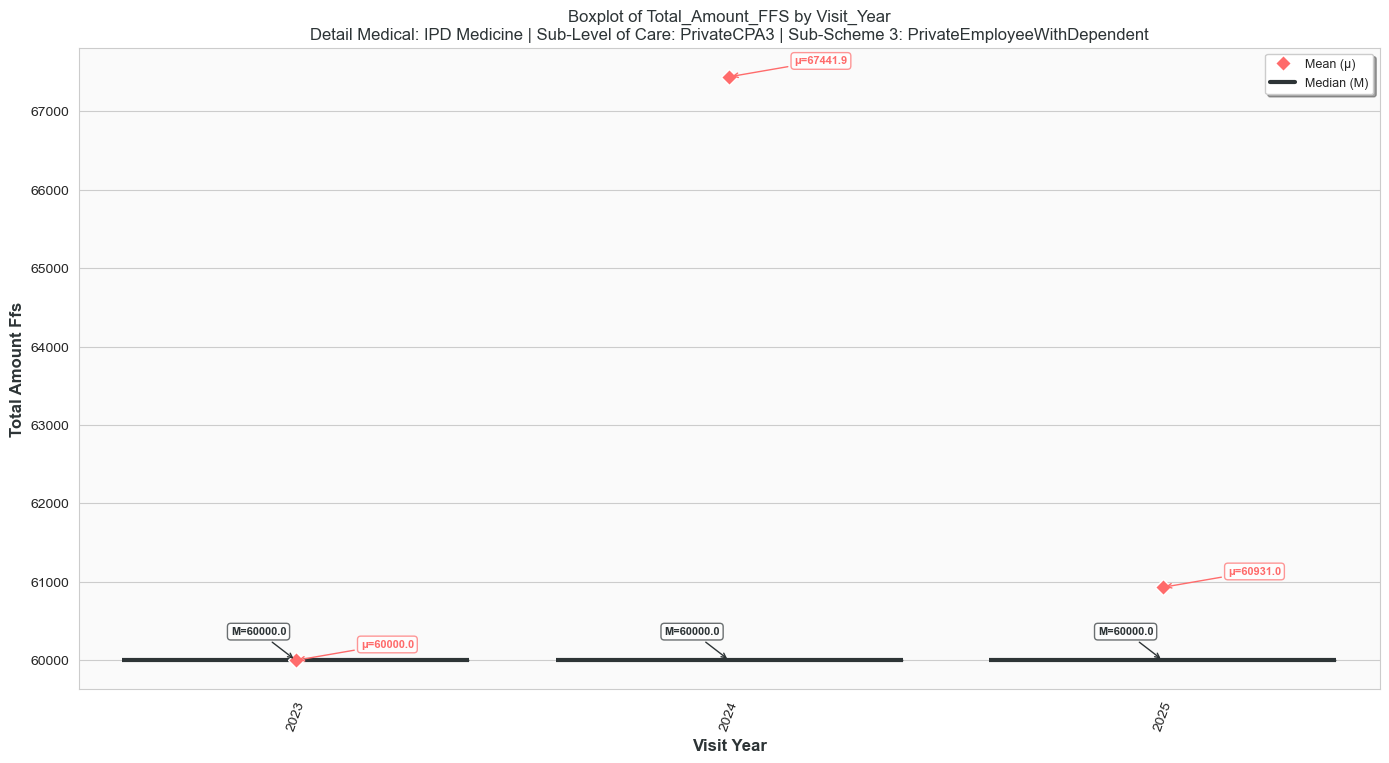 Boxplot of Total_Amount_FFS by Visit_Year
Detail Medical: IPD Medicine | Sub-Level of Care: PrivateCPA3 | Sub-Scheme 3: PrivateEmployeeWithDependent
μ=67441.9
Mean (μ)
Median (M)
67000
66000
65000
64000
63000
62000
61000
60000
Total Amount Ffs
μ=60931.0
M=60000.0
M=60000.0
M=60000.0
μ=60000.0
2023
2024
2025
Visit Year